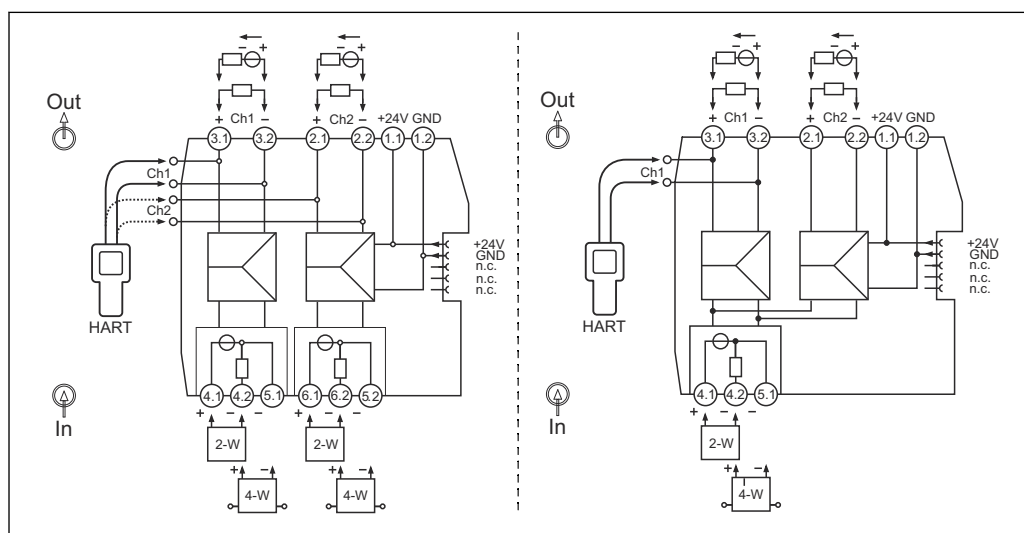 − + − +
Out
+ Ch1 − + Ch2 − +24V GND
3.1 3.2 2.1 2.2 1.1 1.2
Ch1
Ch2
+24V
GND
n.c.
n.c.
n.c.
HART
4.1 4.2 5.1 6.1 6.2 5.2
+ − − + − −
In
2-W 2-W
+ − + −
4-W 4-W
− + − +
Out
+ Ch1 − + Ch2 − +24V GND
3.1 3.2 2.1 2.2 1.1 1.2
Ch1
+24V
GND
n.c.
n.c.
n.c.
HART
4.1 4.2 5.1
+ − −
In
2-W
+ −
4-W